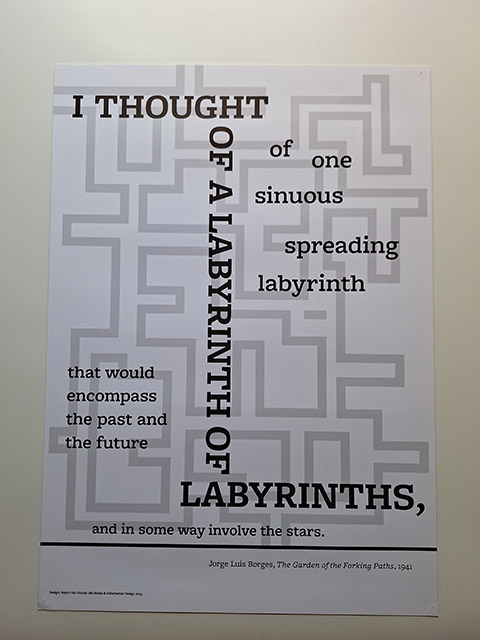 I THOUGHT
OF A LABYRINTH OF
LABYRINTHS,
of one
sinuous
spreading
labyrinth
that would
encompass
the past and
the future
and in some way involve the stars.
Jorge Luis Borges, The Garden of the Forking Paths, 1941
Design